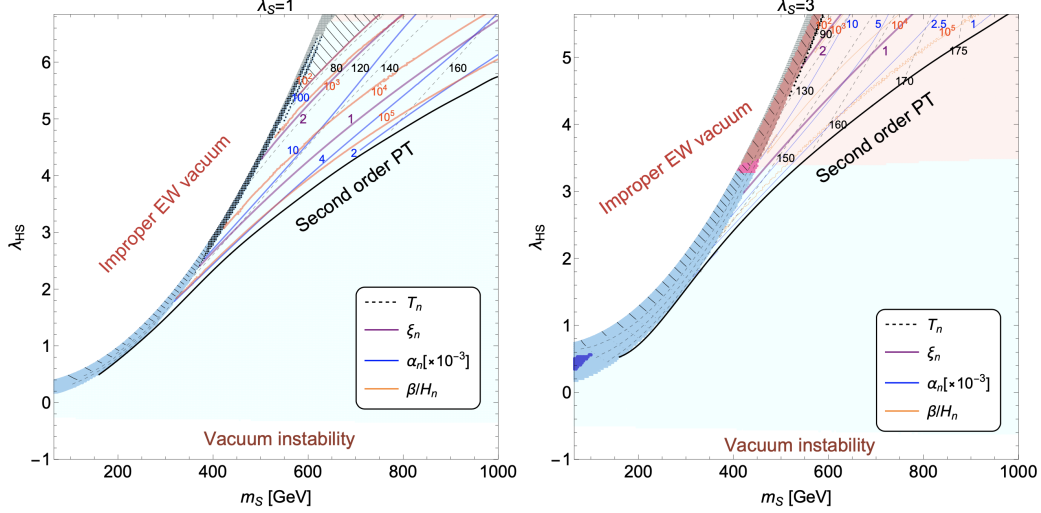 λS=1
λHS
6
5
4
3
2
1
0
−1
200
400
600
800
1000
mS [GeV]
80
120
140
160
10²
10³
100
10⁴
10⁵
2
1
10
4
2
Improper EW vacuum
Second order PT
Vacuum instability
Tn
ξn
αn[×10⁻³]
β/Hn
λS=3
λHS
5
4
3
2
1
0
−1
200
400
600
800
1000
mS [GeV]
10²
10³
90
10
5
10⁴
2.5
10⁵
1
175
2
1
130
170
160
150
Improper EW vacuum
Second order PT
Vacuum instability
Tn
ξn
αn[×10⁻³]
β/Hn